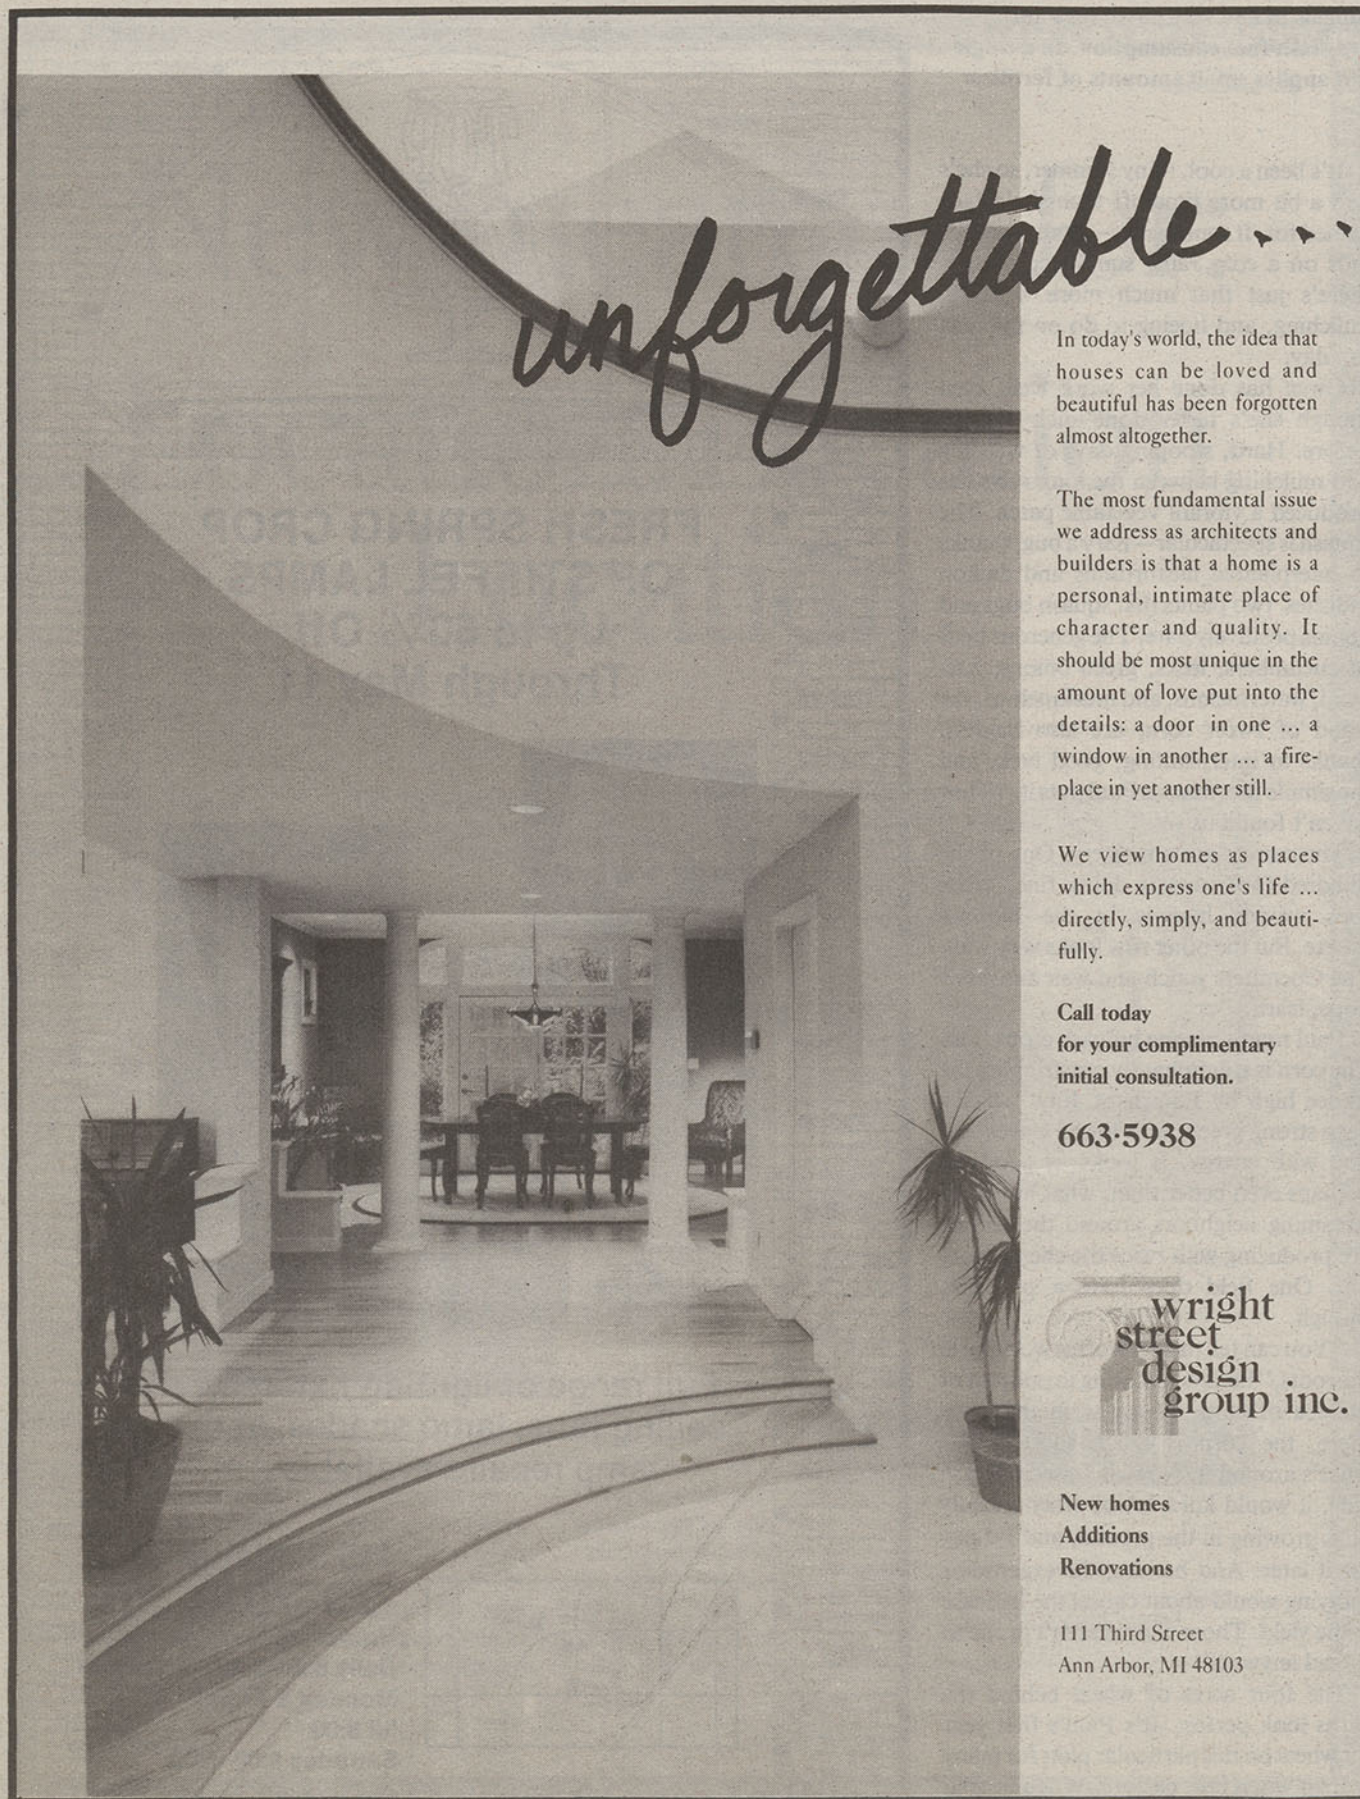 unforgettable...
In today's world, the idea that
houses can be loved and
beautiful has been forgotten
almost altogether.
The most fundamental issue
we address as architects and
builders is that a home is a
personal, intimate place of
character and quality. It
should be most unique in the
amount of love put into the
details: a door in one ... a
window in another ... a fire-
place in yet another still.
We view homes as places
which express one's life ...
directly, simply, and beauti-
fully.
Call today
for your complimentary
initial consultation.
663·5938
wright
street
design
group inc.
New homes
Additions
Renovations
111 Third Street
Ann Arbor, MI 48103